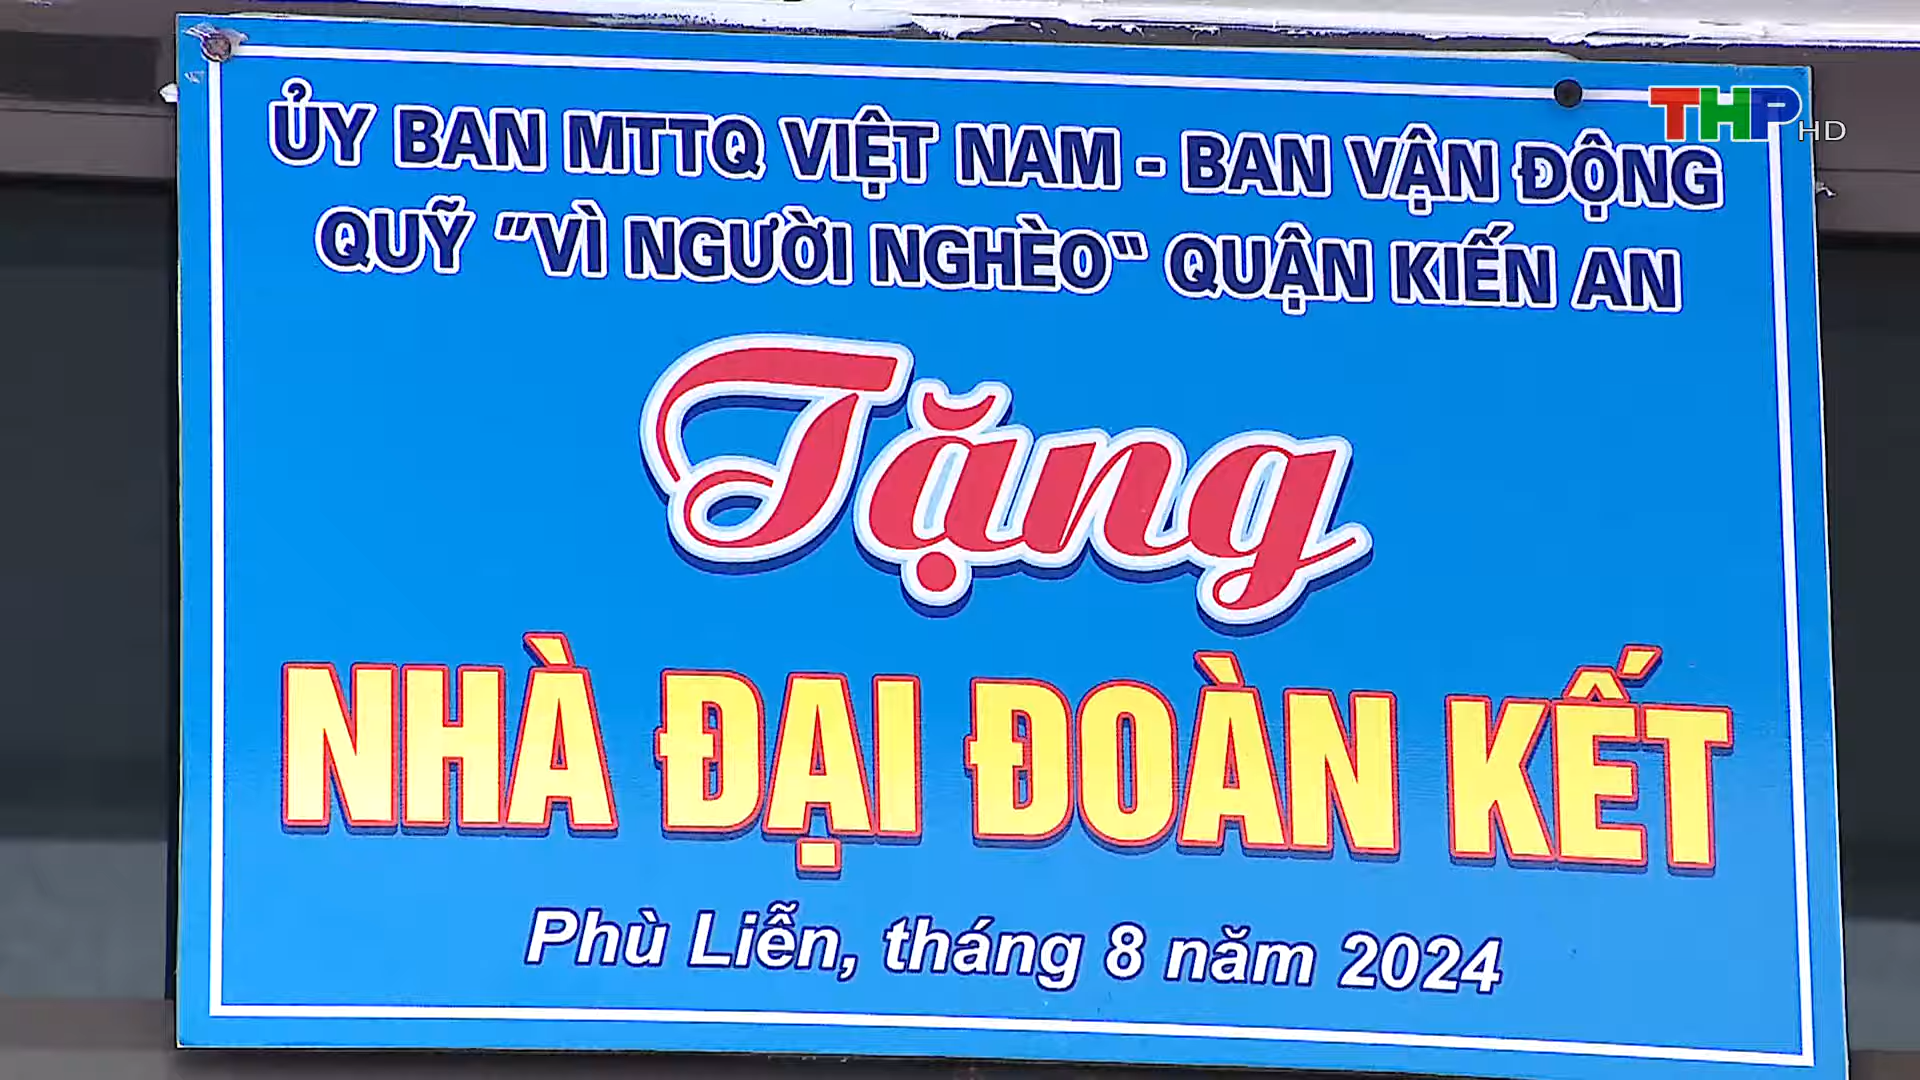 ỦY BAN MTTQ VIỆT NAM - BAN VẬN ĐỘNG
QUỸ "VÌ NGƯỜI NGHÈO" QUẬN KIẾN AN
Tặng
NHÀ ĐẠI ĐOÀN KẾT
Phù Liễn, tháng 8 năm 2024
THP HD